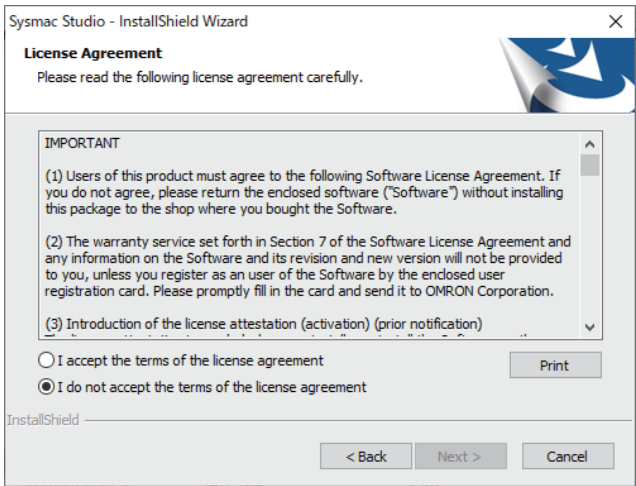 Sysmac Studio - InstallShield Wizard
License Agreement
Please read the following license agreement carefully.
IMPORTANT
(1) Users of this product must agree to the following Software License Agreement. If
you do not agree, please return the enclosed software ("Software") without installing
this package to the shop where you bought the Software.
(2) The warranty service set forth in Section 7 of the Software License Agreement and
any information on the Software and its revision and new version will not be provided
to you, unless you register as an user of the Software by the enclosed user
registration card. Please promptly fill in the card and send it to OMRON Corporation.
(3) Introduction of the license attestation (activation) (prior notification)
I accept the terms of the license agreement
Print
I do not accept the terms of the license agreement
InstallShield
< Back
Next >
Cancel